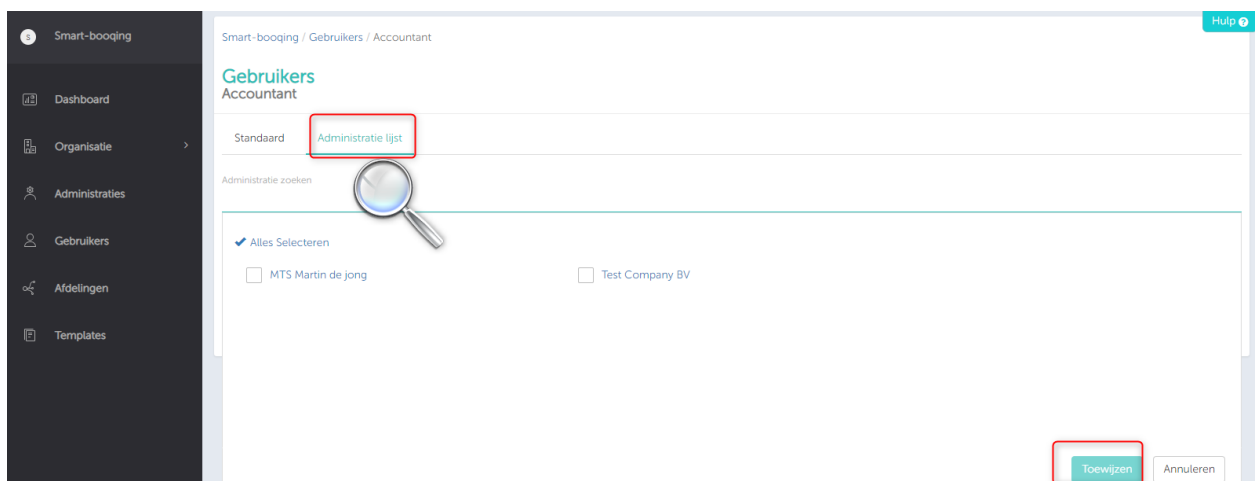 S Smart-booqing
Dashboard
Organisatie
Administraties
Gebruikers
Afdelingen
Templates
Hulp
Smart-booqing / Gebruikers / Accountant
Gebruikers
Accountant
Standaard Administratie lijst
Administratie zoeken
Alles Selecteren
MTS Martin de jong Test Company BV
Toewijzen Annuleren